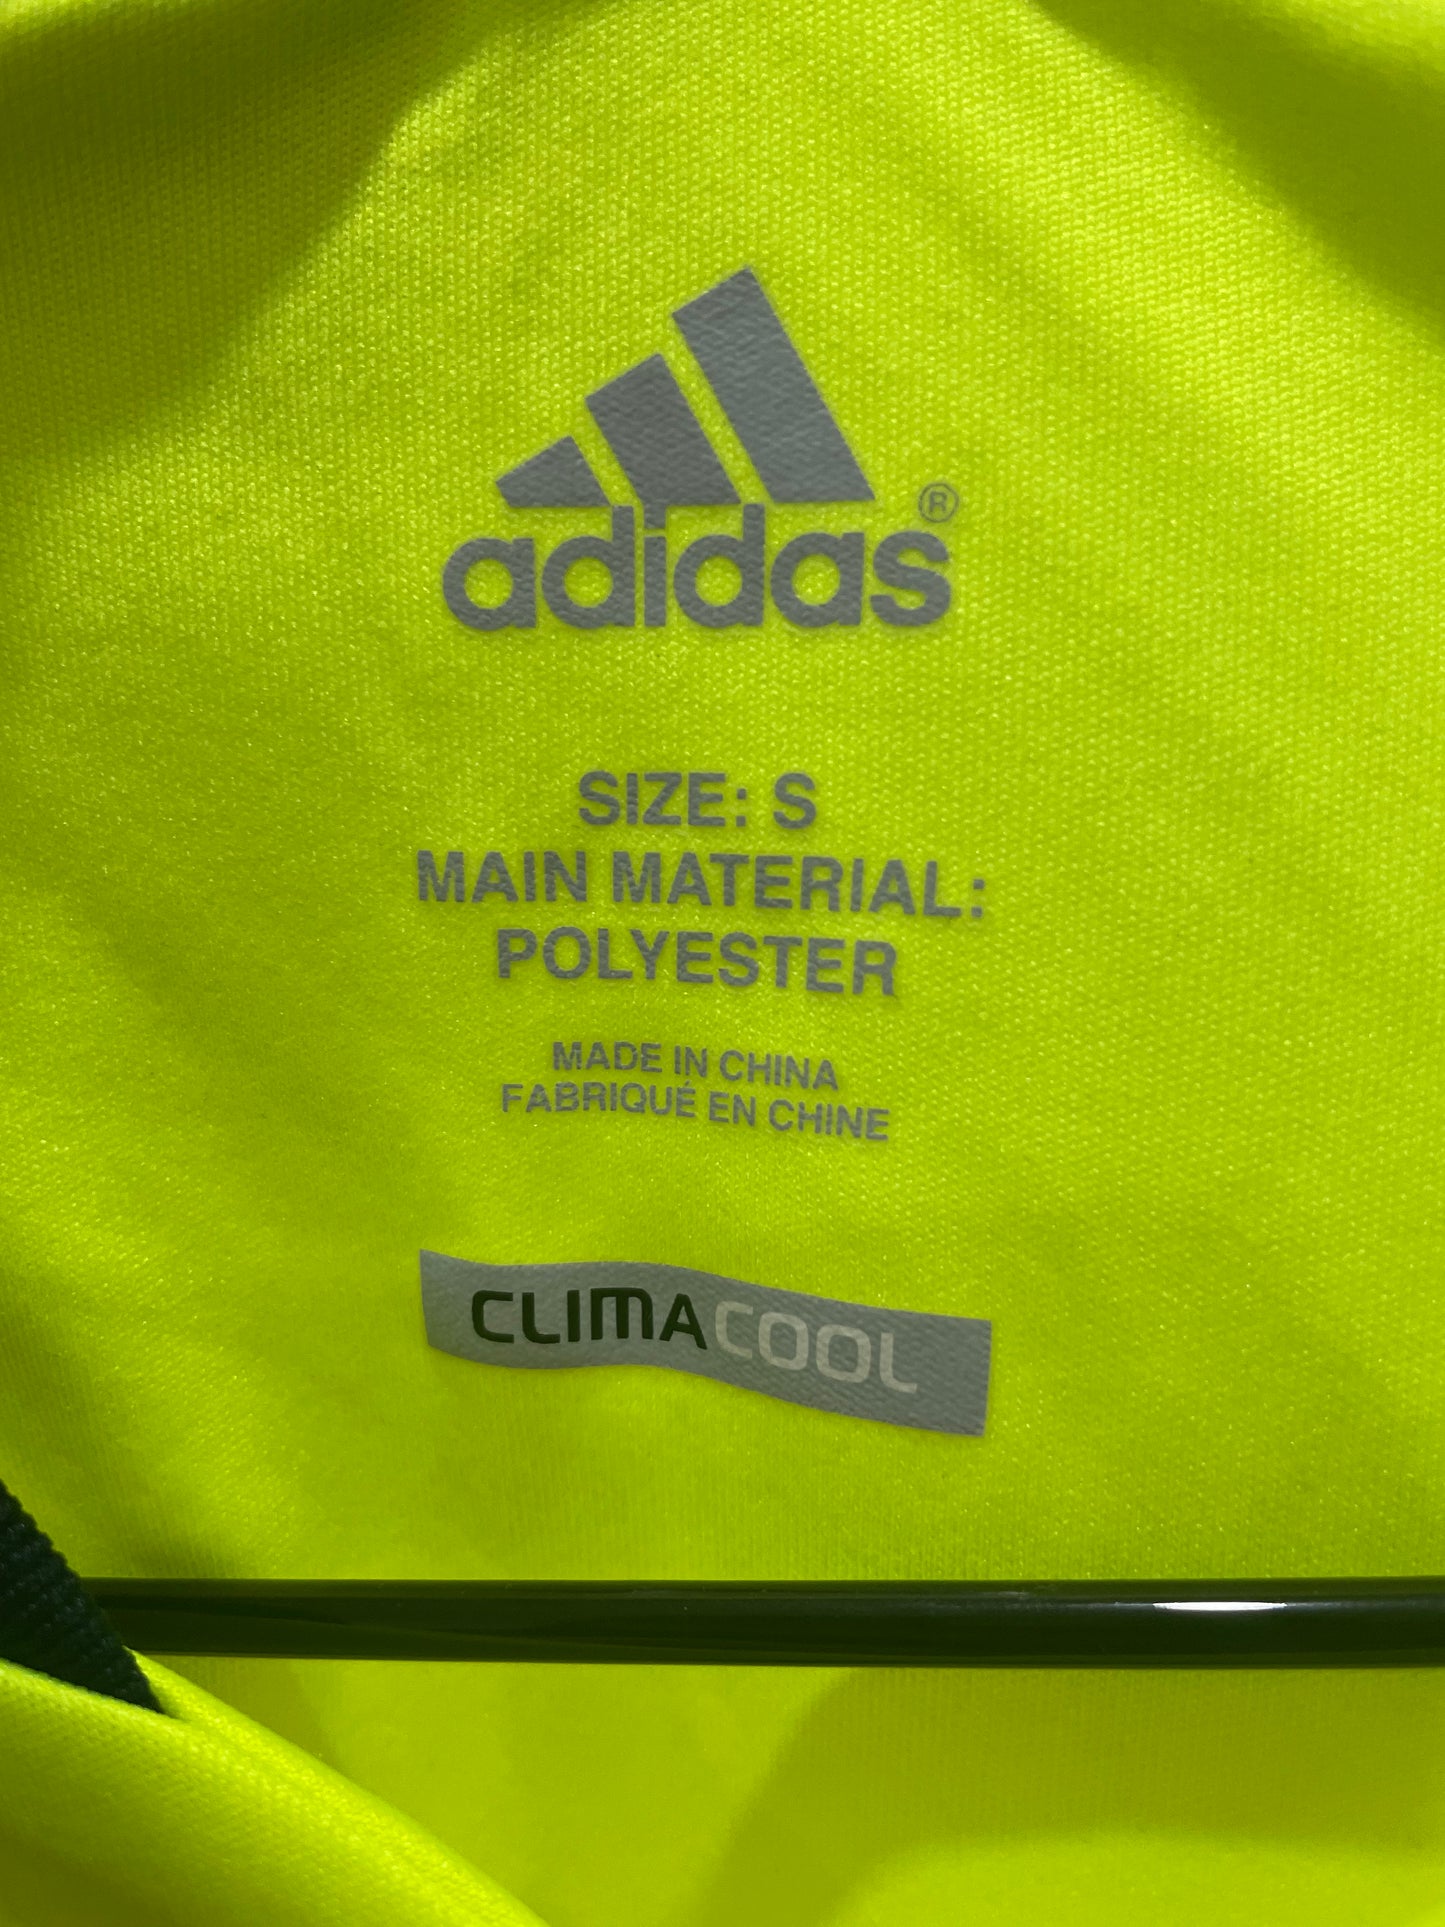 adidas®
SIZE: S
MAIN MATERIAL:
POLYESTER
MADE IN CHINA
FABRIQUÉ EN CHINE
CLIMACOOL